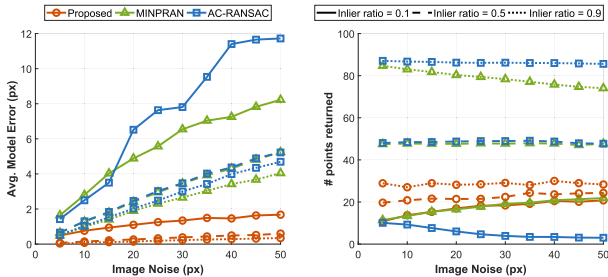 Proposed MINPRAN AC-RANSAC
12
10
8
6
4
2
0
0 10 20 30 40 50
Avg. Model Error (px)
Image Noise (px)
Inlier ratio = 0.1 Inlier ratio = 0.5 Inlier ratio = 0.9
100
80
60
40
20
0
0 10 20 30 40 50
# points returned
Image Noise (px)